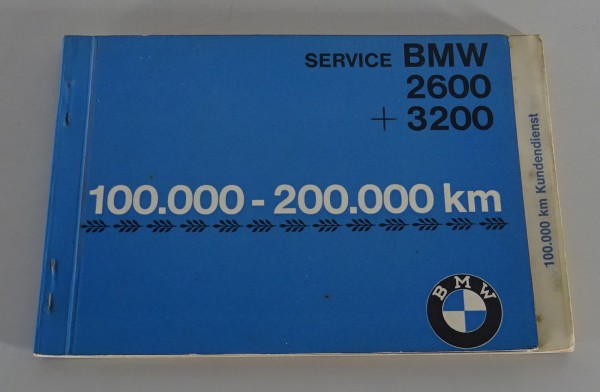 SERVICE BMW
2600
+ 3200
100.000 - 200.000 km
BMW
100.000 km Kundendienst